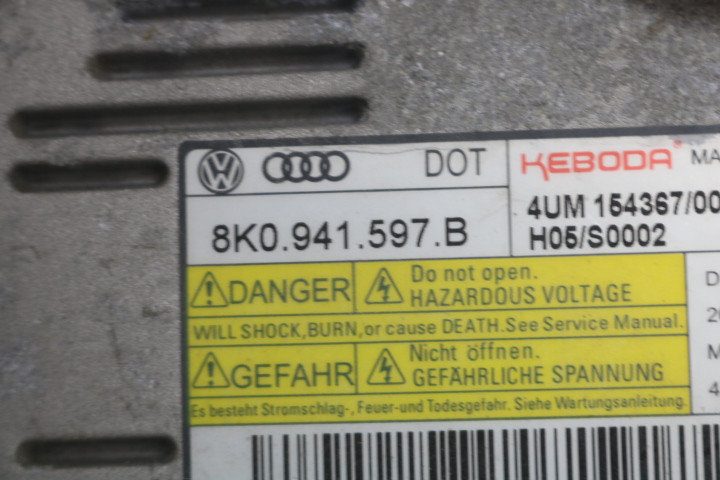 DOT
KEBODA
8K0.941.597.B
4UM 154367/00
H05/S0002
DANGER
Do not open.
HAZARDOUS VOLTAGE
WILL SHOCK,BURN,or cause DEATH.See Service Manual.
GEFAHR
Nicht öffnen.
GEFÄHRLICHE SPANNUNG
Es besteht Stromschlag-, Feuer-und Todesgefahr. Siehe Wartungsanleitung.